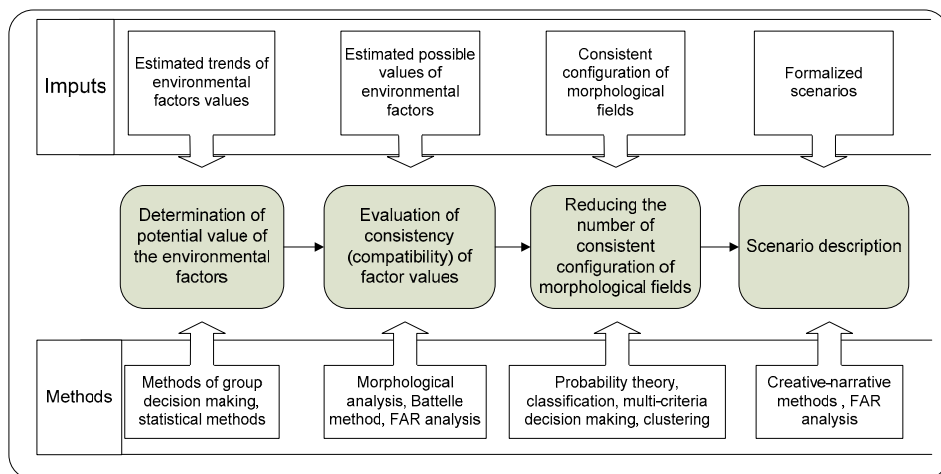 Imputs
Estimated trends of
environmental
factors values
Estimated possible
values of
environmental
factors
Consistent
configuration of
morphological
fields
Formalized
scenarios
Determination of
potential value of
the environmental
factors
Evaluation of
consistency
(compatibility) of
factor values
Reducing the
number of
consistent
configuration of
morphological fields
Scenario description
Methods
Methods of group
decision making,
statistical methods
Morphological
analysis, Battelle
method, FAR analysis
Probability theory,
classification, multi-criteria
decision making, clustering
Creative-narrative
methods , FAR
analysis